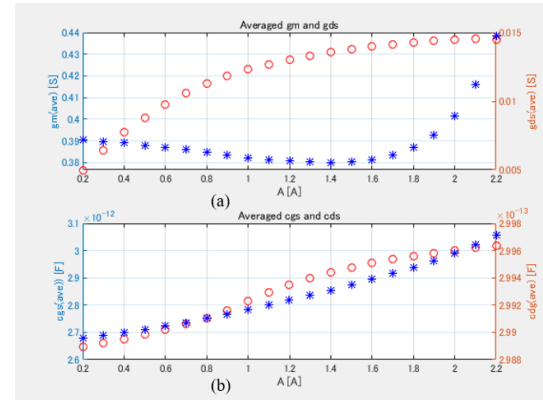 Averaged gm and gds
0.44
0.43
0.42
0.41
0.4
0.39
0.38
gm(ave) [S]
0.015
0.01
0.005
gds(ave) [S]
0.2 0.4 0.6 0.8 1 1.2 1.4 1.6 1.8 2 2.2
A [A]
(a)
Averaged cgs and cds
×10⁻¹²
3.1
3
2.9
2.8
2.7
2.6
cgs(ave)) [F]
×10⁻¹³
2.998
2.996
2.994
2.992
2.99
2.988
cdg(ave) [F]
0.2 0.4 0.6 0.8 1 1.2 1.4 1.6 1.8 2 2.2
A [A]
(b)